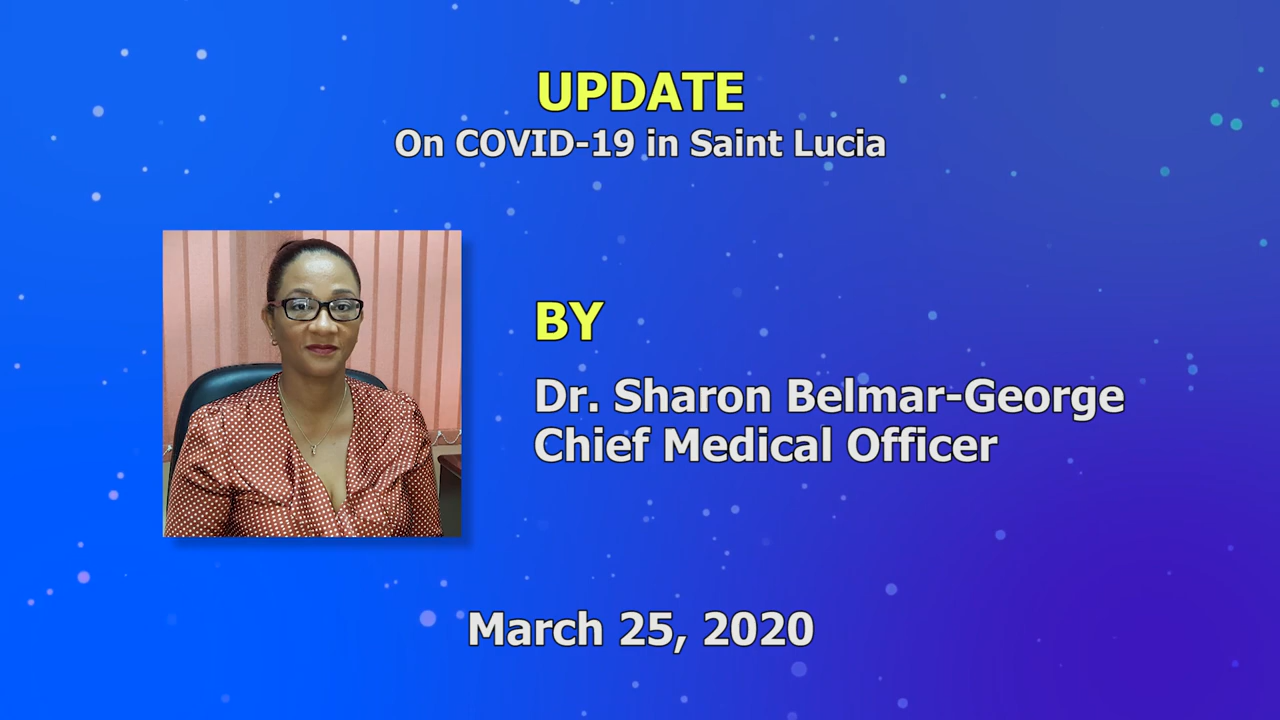 UPDATE
On COVID-19 in Saint Lucia
BY
Dr. Sharon Belmar-George
Chief Medical Officer
March 25, 2020